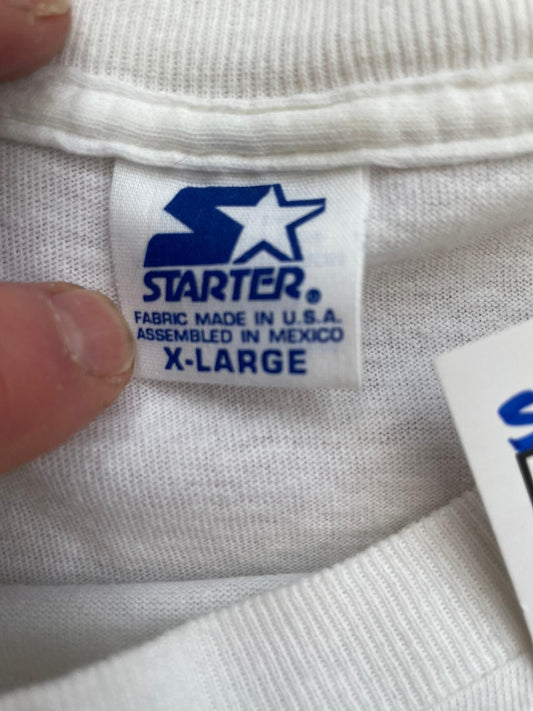 STARTER®
FABRIC MADE IN U.S.A.
ASSEMBLED IN MEXICO
X-LARGE